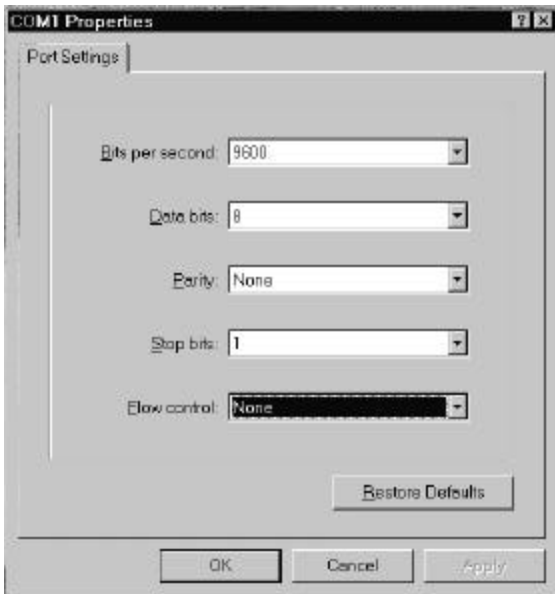 COM1 Properties
Port Settings
Bits per second: 9600
Data bits: 8
Parity: None
Stop bits: 1
Flow control: None
Restore Defaults
OK Cancel Apply